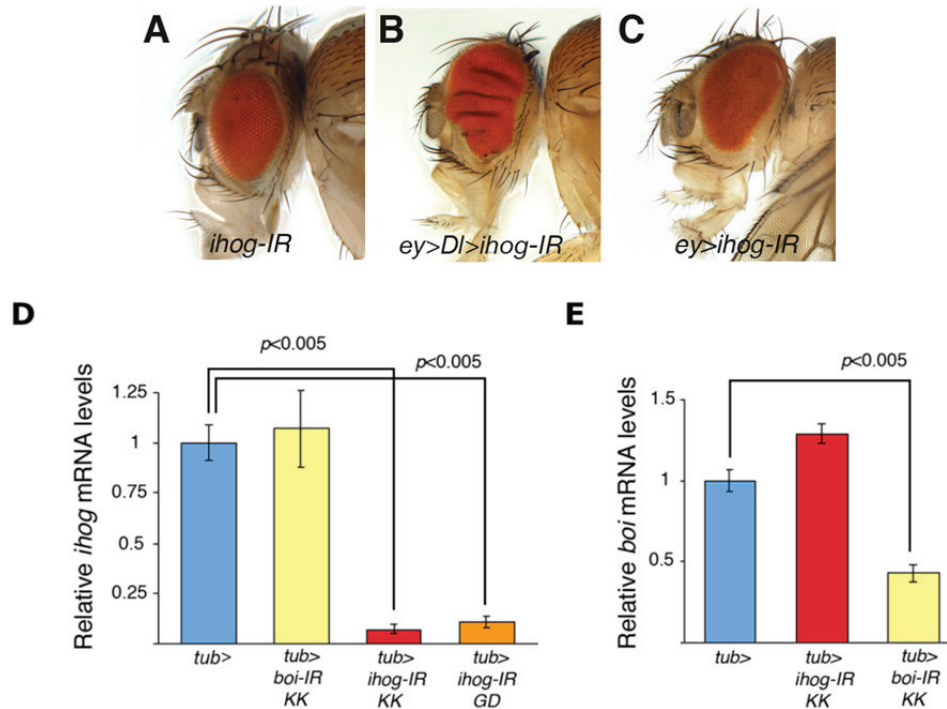 A
B
C
ihog-IR
ey>Dl>ihog-IR
ey>ihog-IR
D
E
p<0.005
p<0.005
Relative ihog mRNA levels
1.25
1
0.75
0.5
0.25
tub>
tub>
boi-IR
KK
tub>
ihog-IR
KK
tub>
ihog-IR
GD
p<0.005
Relative boi mRNA levels
1.5
1
0.5
tub>
tub>
ihog-IR
KK
tub>
boi-IR
KK